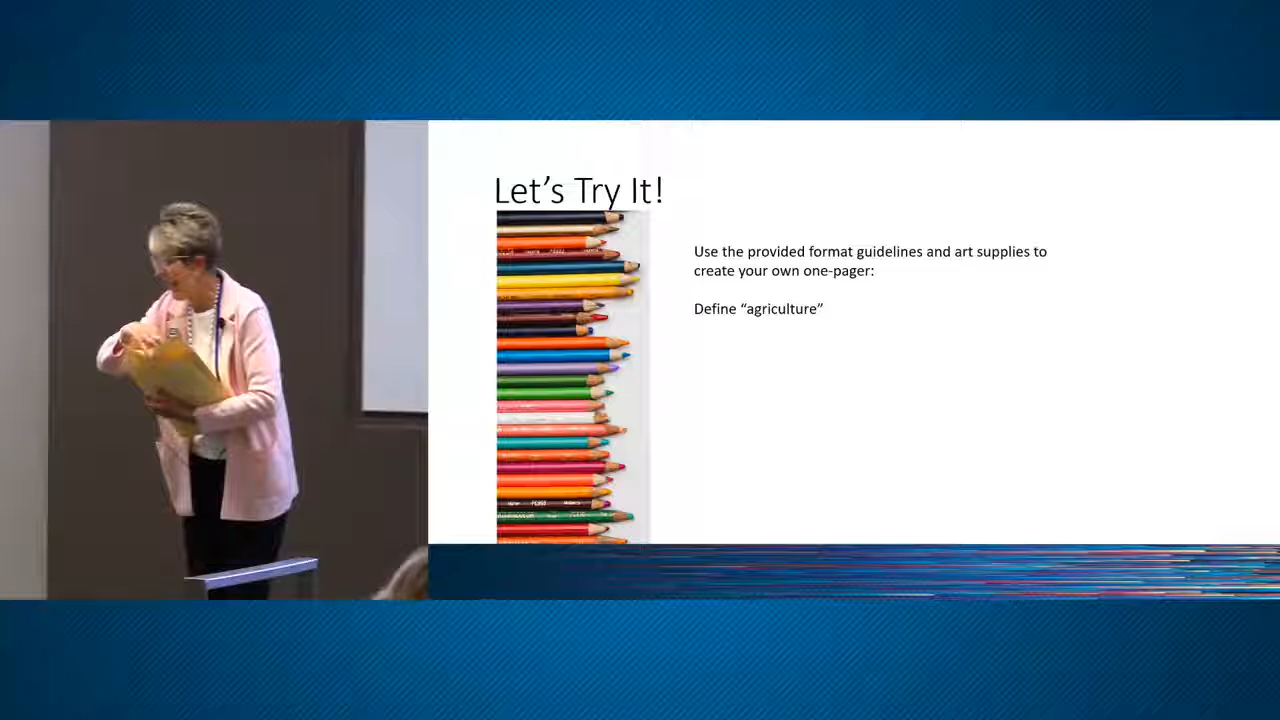 Let’s Try It!
Use the provided format guidelines and art supplies to
create your own one-pager:
Define “agriculture”